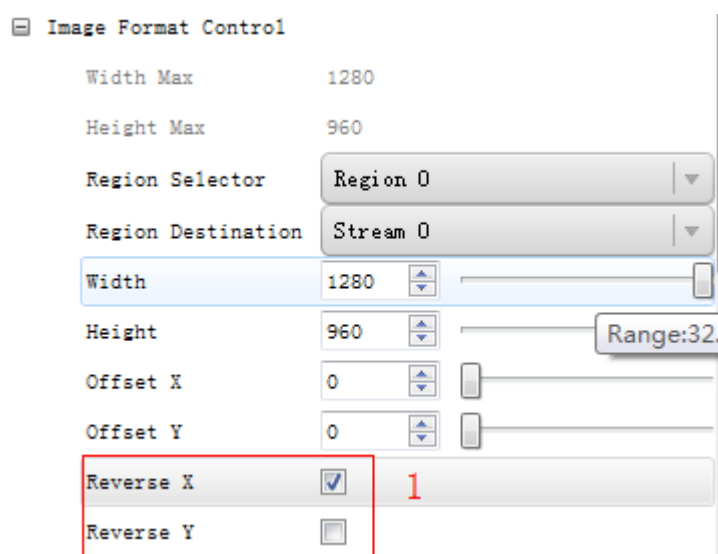 Image Format Control
Width Max 1280
Height Max 960
Region Selector Region 0
Region Destination Stream 0
Width 1280
Height 960 Range:32.
Offset X 0
Offset Y 0
Reverse X 1
Reverse Y